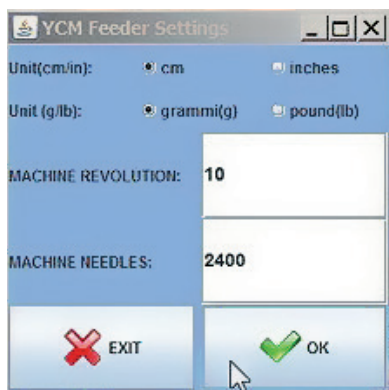 YCM Feeder Settings
Unit(cm/in): cm inches
Unit (g/lb): grammi(g) pound(lb)
MACHINE REVOLUTION: 10
MACHINE NEEDLES: 2400
EXIT OK